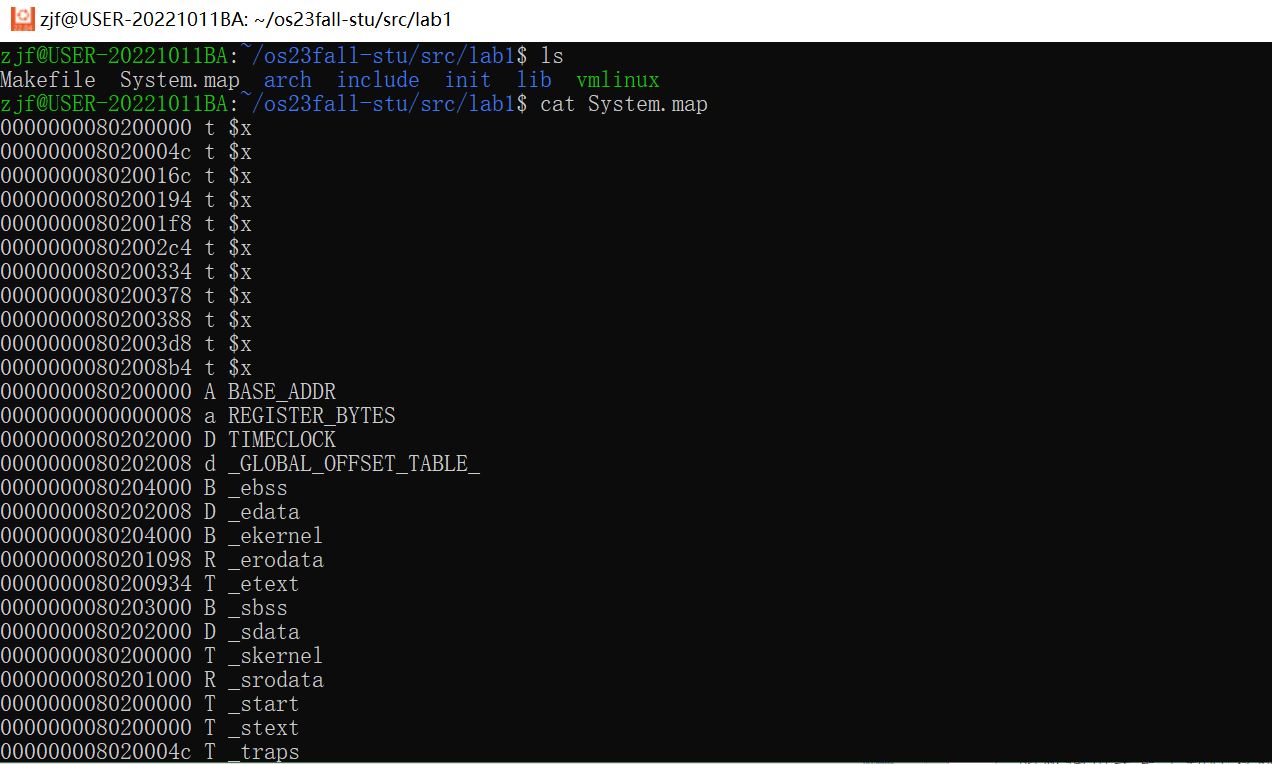 zjf@USER-20221011BA: ~/os23fall-stu/src/lab1
zjf@USER-20221011BA:~/os23fall-stu/src/lab1$ ls
Makefile  System.map  arch  include  init  lib  vmlinux
zjf@USER-20221011BA:~/os23fall-stu/src/lab1$ cat System.map
0000000080200000 t $x
000000008020004c t $x
000000008020016c t $x
0000000080200194 t $x
00000000802001f8 t $x
00000000802002c4 t $x
0000000080200334 t $x
0000000080200378 t $x
0000000080200388 t $x
00000000802003d8 t $x
00000000802008b4 t $x
0000000080200000 A BASE_ADDR
0000000000000008 a REGISTER_BYTES
0000000080202000 D TIMECLOCK
0000000080202008 d _GLOBAL_OFFSET_TABLE_
0000000080204000 B _ebss
0000000080202008 D _edata
0000000080204000 B _ekernel
0000000080201098 R _erodata
0000000080200934 T _etext
0000000080203000 B _sbss
0000000080202000 D _sdata
0000000080200000 T _skernel
0000000080201000 R _srodata
0000000080200000 T _start
0000000080200000 T _stext
000000008020004c T _traps